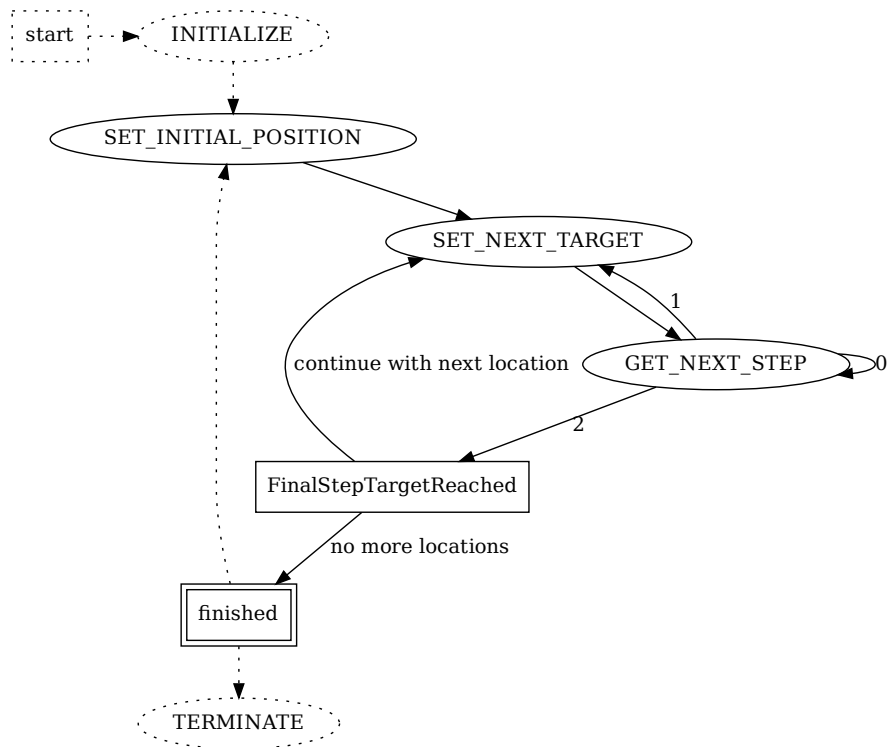 start
INITIALIZE
SET_INITIAL_POSITION
SET_NEXT_TARGET
1
continue with next location
GET_NEXT_STEP
0
2
FinalStepTargetReached
no more locations
finished
TERMINATE